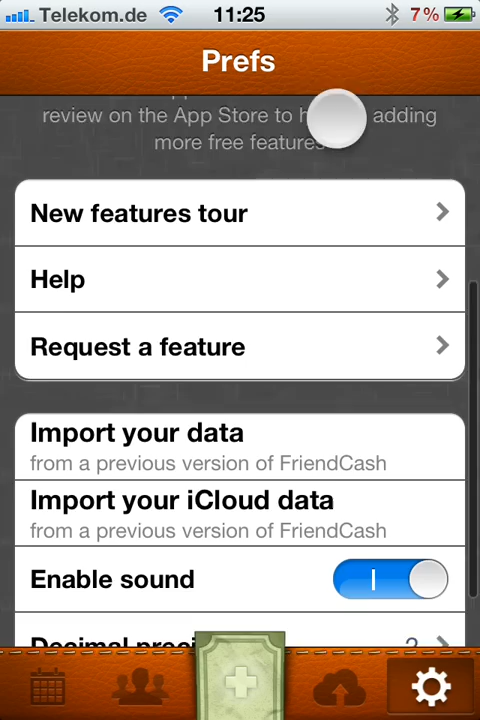 Telekom.de 11:25 7%
Prefs
review on the App Store to adding
more free features
New features tour
Help
Request a feature
Import your data
from a previous version of FriendCash
Import your iCloud data
from a previous version of FriendCash
Enable sound
Decimal